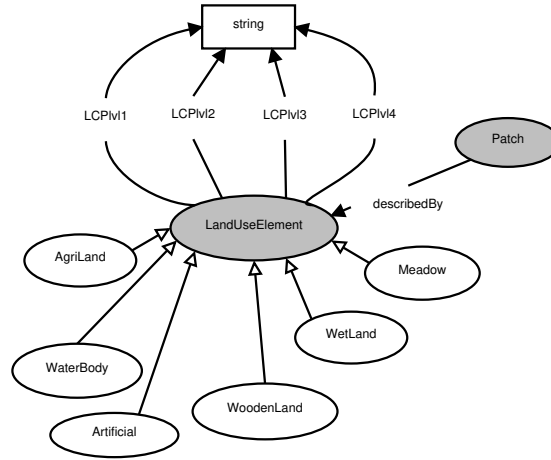 string
LCPlvl1
LCPlvl2
LCPlvl3
LCPlvl4
Patch
describedBy
LandUseElement
AgriLand
Meadow
WetLand
WaterBody
WoodenLand
Artificial